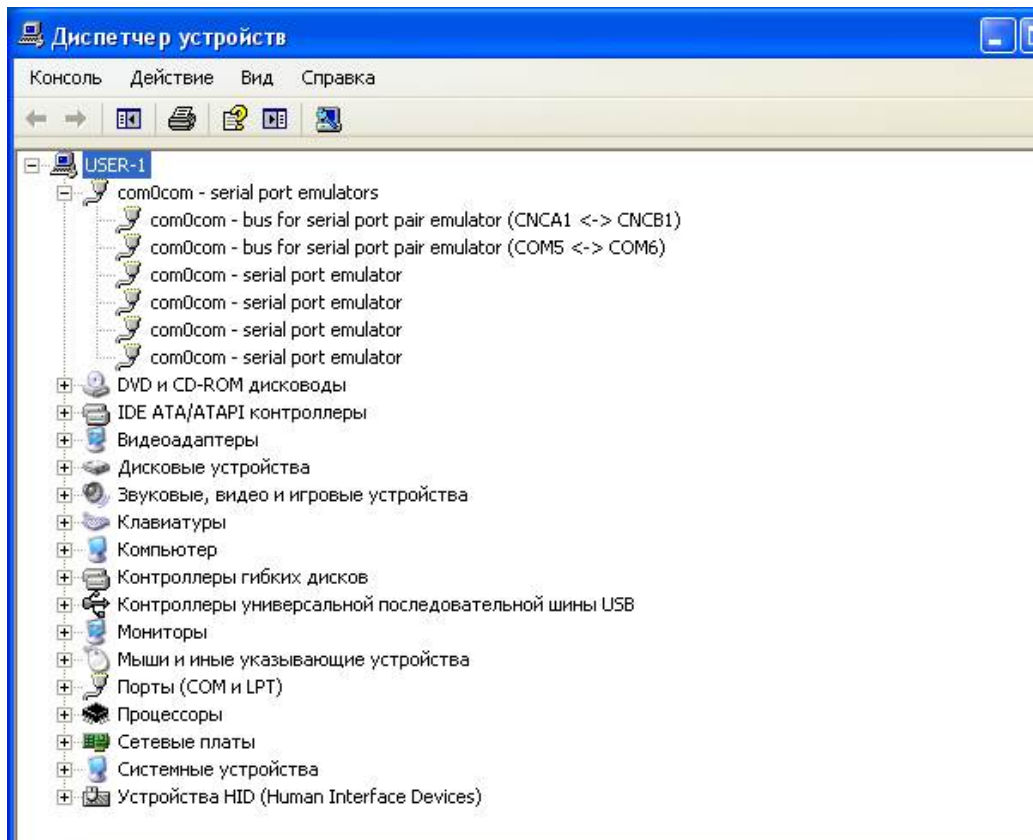 Диспетчер устройств
Консоль Действие Вид Справка
USER-1
com0com - serial port emulators
com0com - bus for serial port pair emulator (CNCA1 <-> CNCB1)
com0com - bus for serial port pair emulator (COM5 <-> COM6)
com0com - serial port emulator
com0com - serial port emulator
com0com - serial port emulator
com0com - serial port emulator
DVD и CD-ROM дисководы
IDE ATA/ATAPI контроллеры
Видеоадаптеры
Дисковые устройства
Звуковые, видео и игровые устройства
Клавиатуры
Компьютер
Контроллеры гибких дисков
Контроллеры универсальной последовательной шины USB
Мониторы
Мыши и иные указывающие устройства
Порты (COM и LPT)
Процессоры
Сетевые платы
Системные устройства
Устройства HID (Human Interface Devices)